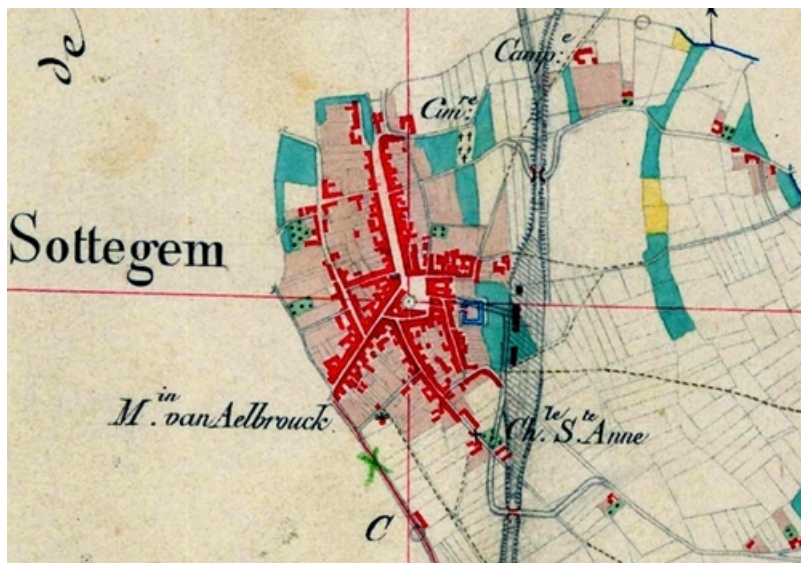 de
Camp.e
Cim.re
Sottegem
M.in van Aelbrouck
Ch.le S.te Anne
C